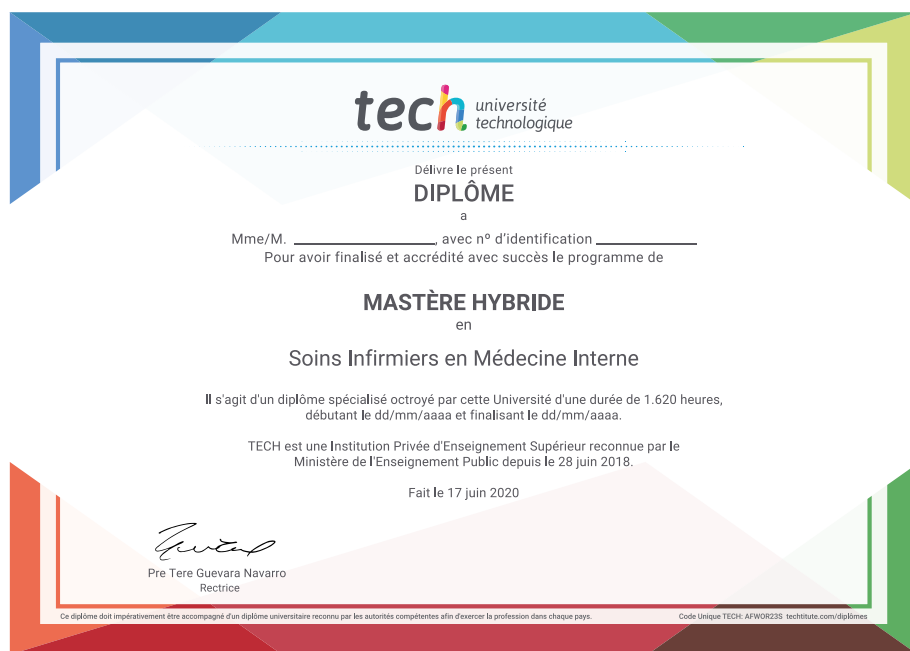 tech université
technologique
Délivre le présent
DIPLÔME
a
Mme/M. ____________________, avec nº d'identification ______________
Pour avoir finalisé et accrédité avec succès le programme de
MASTÈRE HYBRIDE
en
Soins Infirmiers en Médecine Interne
Il s'agit d'un diplôme spécialisé octroyé par cette Université d'une durée de 1.620 heures,
débutant le dd/mm/aaaa et finalisant le dd/mm/aaaa.
TECH est une Institution Privée d'Enseignement Supérieur reconnue par le
Ministère de l'Enseignement Public depuis le 28 juin 2018.
Fait le 17 juin 2020
Pre Tere Guevara Navarro
Rectrice
Ce diplôme doit impérativement être accompagné d'un diplôme universitaire reconnu par les autorités compétentes afin d'exercer la profession dans chaque pays.
Code Unique TECH: AFWOR23S techtitute.com/diplômes